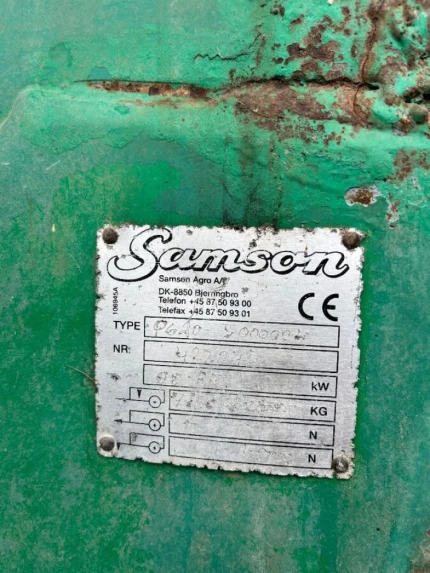 Samson
Samson Agro A/S
DK-8850 Bjerringbro
Telefon +45 87 50 93 00
Telefax +45 87 50 93 01
CE
106945A
TYPE
NR.
kW
KG
N
N